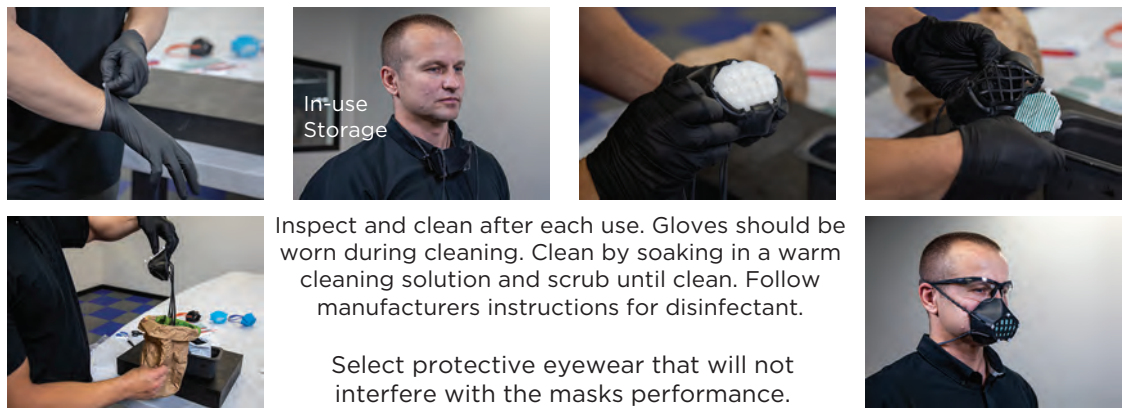 In-use
Storage
Inspect and clean after each use. Gloves should be
worn during cleaning. Clean by soaking in a warm
cleaning solution and scrub until clean. Follow
manufacturers instructions for disinfectant.
Select protective eyewear that will not
interfere with the masks performance.